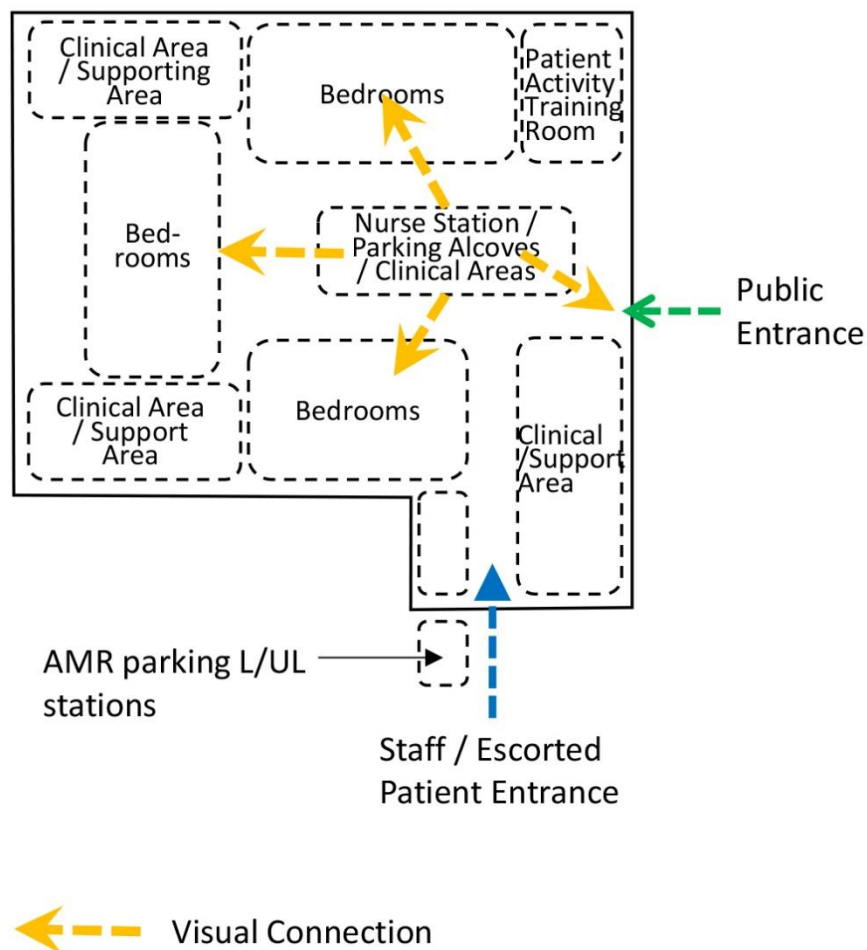 Clinical Area
/ Supporting
Area
Bedrooms
Patient
Activity
Training
Room
Bed-
rooms
Nurse Station /
Parking Alcoves
/ Clinical Areas
Public
Entrance
Clinical Area
/ Support
Area
Bedrooms
Clinical
/Support
Area
AMR parking L/UL
stations
Staff / Escorted
Patient Entrance
Visual Connection